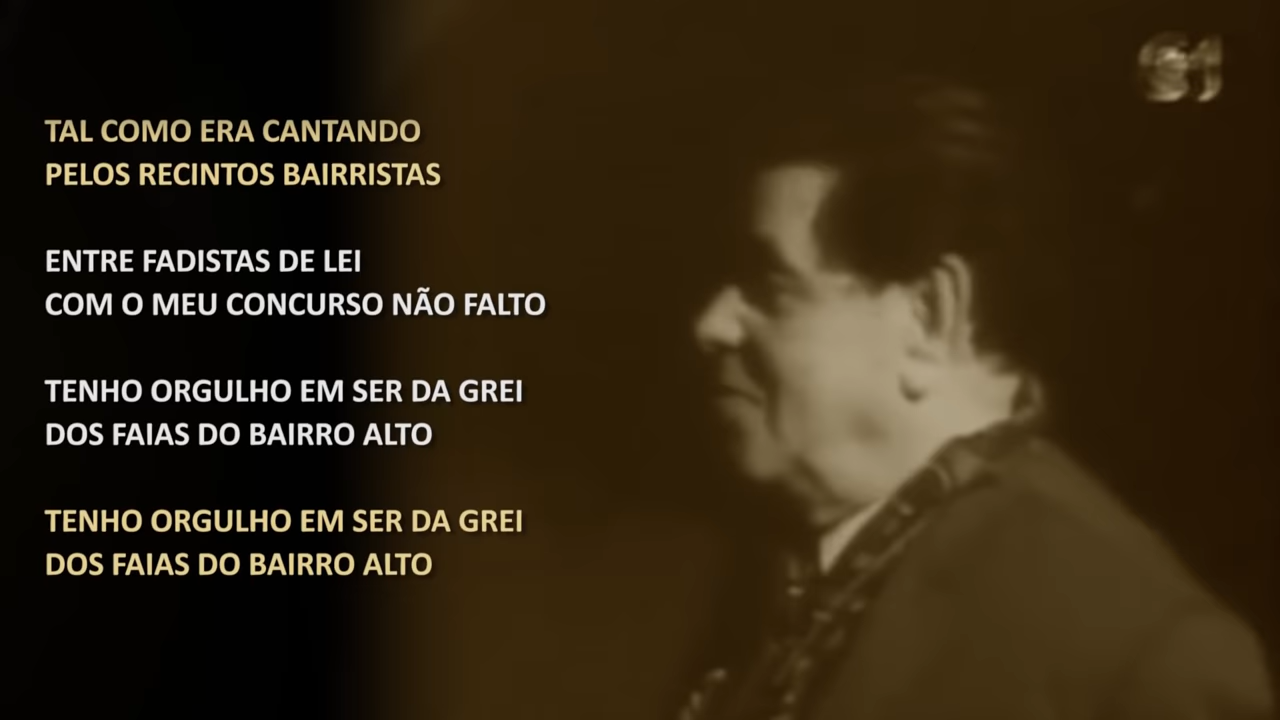 TAL COMO ERA CANTANDO
PELOS RECINTOS BAIRRISTAS
ENTRE FADISTAS DE LEI
COM O MEU CONCURSO NÃO FALTO
TENHO ORGULHO EM SER DA GREI
DOS FAIAS DO BAIRRO ALTO
TENHO ORGULHO EM SER DA GREI
DOS FAIAS DO BAIRRO ALTO